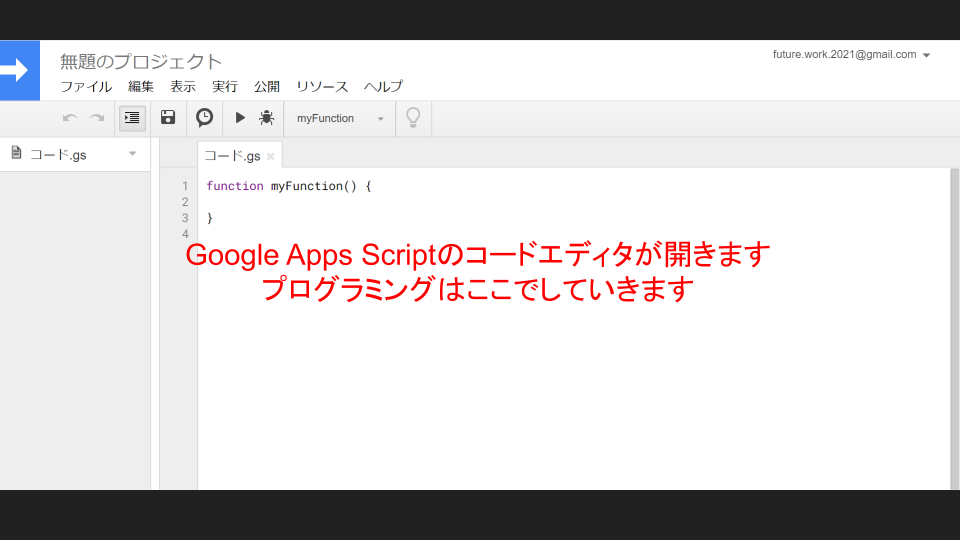 無題のプロジェクト
future.work.2021@gmail.com
ファイル 編集 表示 実行 公開 リソース ヘルプ
myFunction
コード.gs
コード.gs ×
1 function myFunction() {
2
3 }
4
Google Apps Scriptのコードエディタが開きます
プログラミングはここでしていきます